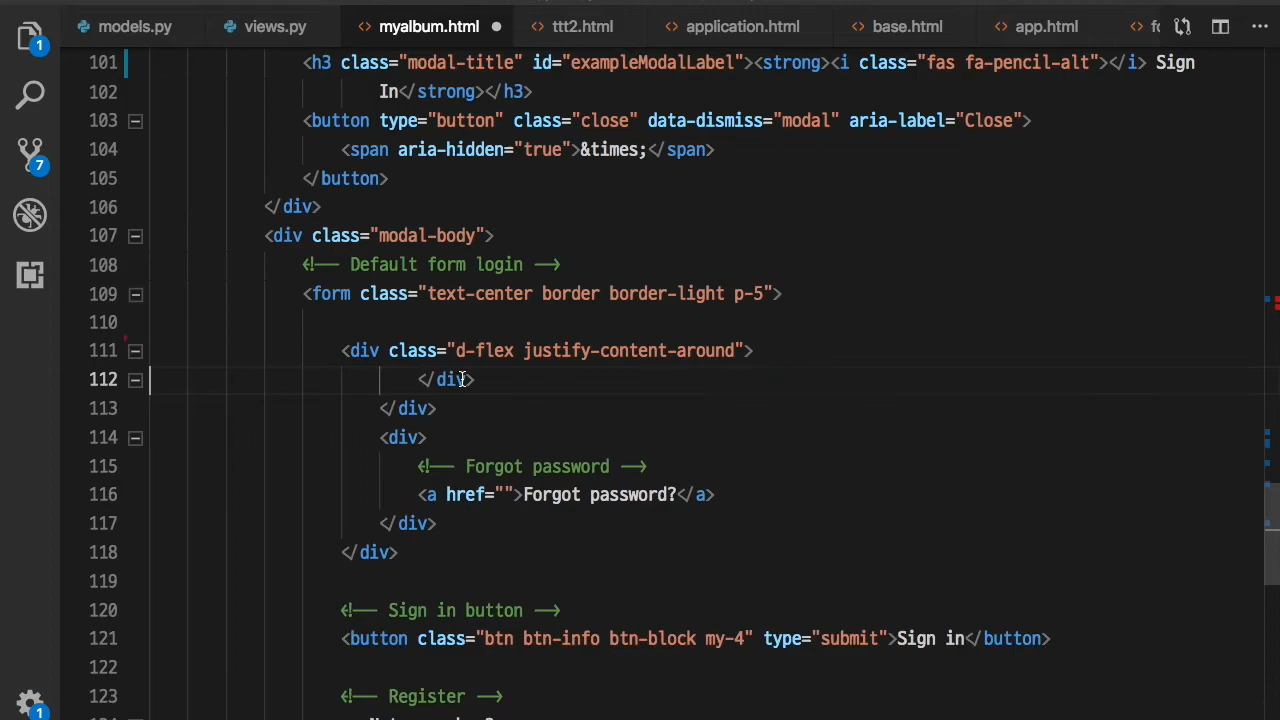 models.py views.py myalbum.html ttt2.html application.html base.html app.html
1
101 <h3 class="modal-title" id="exampleModalLabel"><strong><i class="fas fa-pencil-alt"></i> Sign
102 In</strong></h3>
103 <button type="button" class="close" data-dismiss="modal" aria-label="Close">
104 <span aria-hidden="true">&times;</span>
7
105 </button>
106 </div>
107 <div class="modal-body">
108 <!-- Default form login -->
109 <form class="text-center border border-light p-5">
110
111 <div class="d-flex justify-content-around">
112 </div>
113 </div>
114 <div>
115 <!-- Forgot password -->
116 <a href="">Forgot password?</a>
117 </div>
118 </div>
119
120 <!-- Sign in button -->
121 <button class="btn btn-info btn-block my-4" type="submit">Sign in</button>
122
123 <!-- Register -->
1